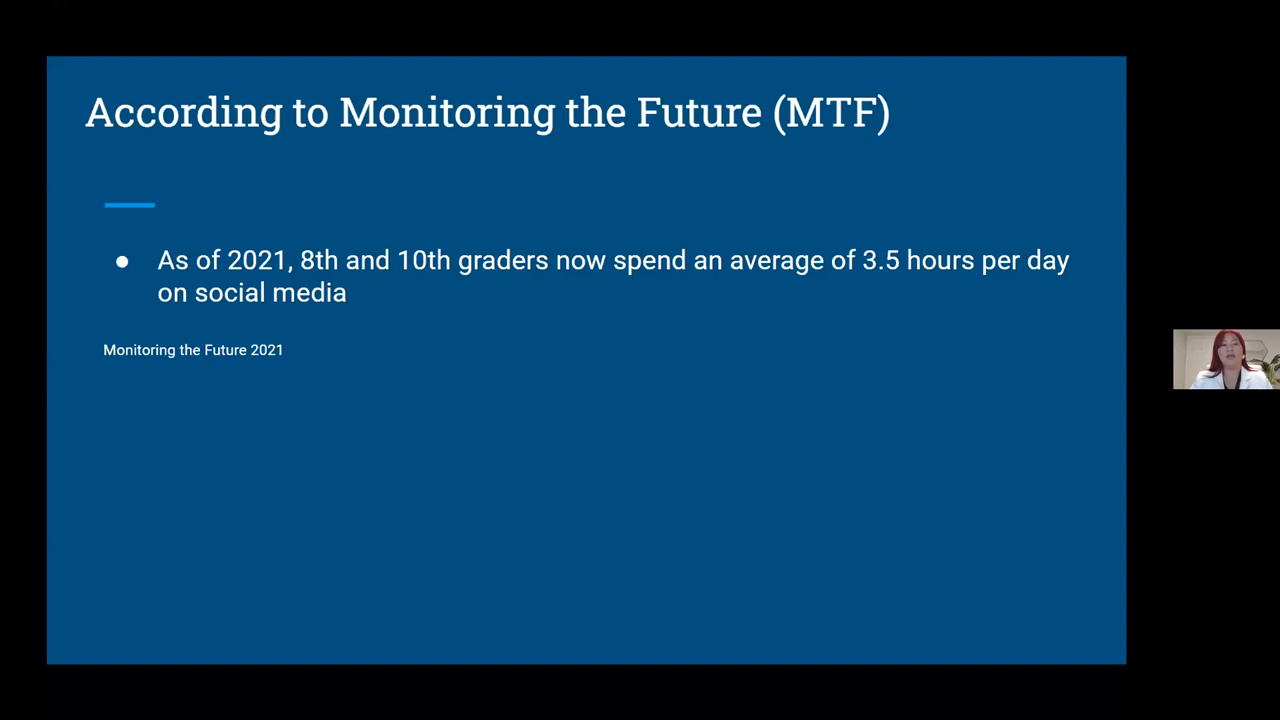 According to Monitoring the Future (MTF)
● As of 2021, 8th and 10th graders now spend an average of 3.5 hours per day
on social media
Monitoring the Future 2021